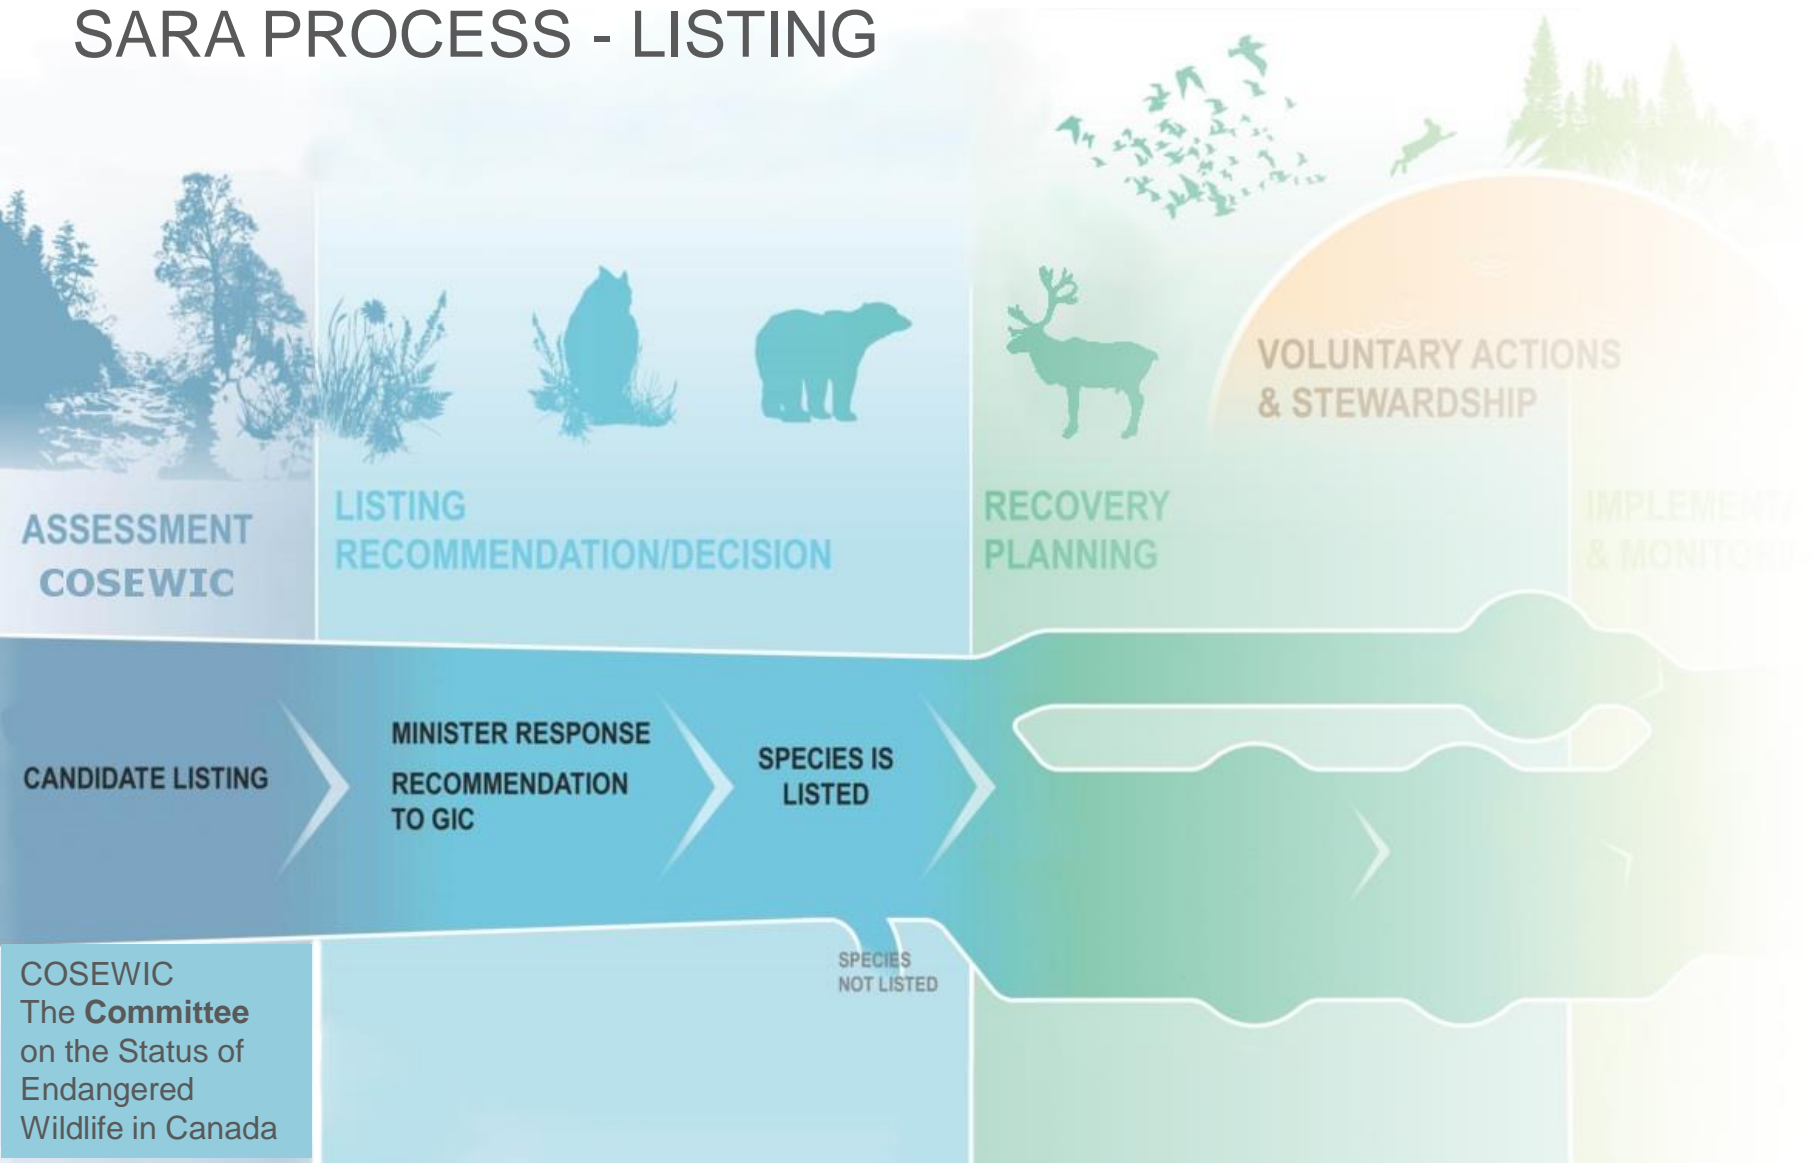 SARA PROCESS - LISTING
VOLUNTARY ACTIONS
& STEWARDSHIP
ASSESSMENT
COSEWIC
LISTING
RECOMMENDATION/DECISION
RECOVERY
PLANNING
& 
CANDIDATE LISTING
MINISTER RESPONSE
RECOMMENDATION
TO GIC
SPECIES IS
LISTED
SPECIES
NOT LISTED
COSEWIC
The Committee
on the Status of
Endangered
Wildlife in Canada